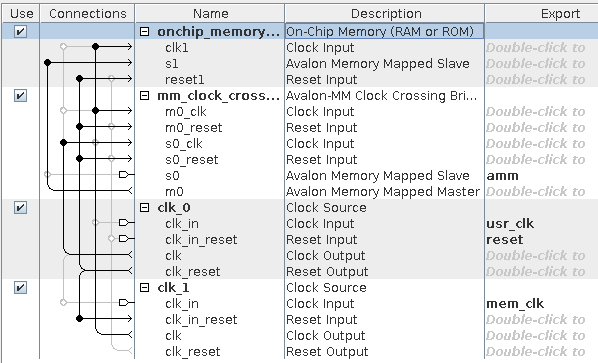 Use Connections Name Description Export
onchip_memory... On-Chip Memory (RAM or ROM)
clk1 Clock Input Double-click to
s1 Avalon Memory Mapped Slave Double-click to
reset1 Reset Input Double-click to
mm_clock_cross... Avalon-MM Clock Crossing Bri...
m0_clk Clock Input Double-click to
m0_reset Reset Input Double-click to
s0_clk Clock Input Double-click to
s0_reset Reset Input Double-click to
s0 Avalon Memory Mapped Slave amm
m0 Avalon Memory Mapped Master Double-click to
clk_0 Clock Source
clk_in Clock Input usr_clk
clk_in_reset Reset Input reset
clk Clock Output Double-click to
clk_reset Reset Output Double-click to
clk_1 Clock Source
clk_in Clock Input mem_clk
clk_in_reset Reset Input Double-click to
clk Clock Output Double-click to
clk_reset Reset Output Double-click to